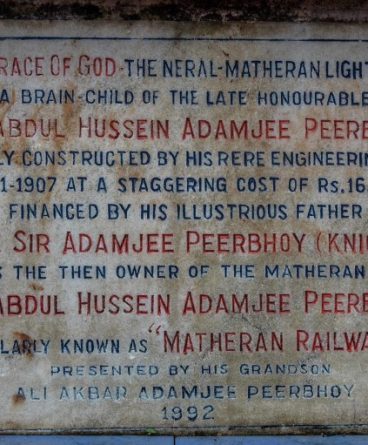 RACE OF GOD-THE NERAL-MATHERAN LIGHT
A BRAIN-CHILD OF THE LATE HONOURABLE
ABDUL HUSSEIN ADAMJEE PEERB
LY CONSTRUCTED BY HIS RERE ENGINEERIN
1-1907 AT A STAGGERING COST OF RS.16
FINANCED BY HIS ILLUSTRIOUS FATHER
SIR ADAMJEE PEERBHOY (KNI
S THE THEN OWNER OF THE MATHERAN
ABDUL HUSSEIN ADAMJEE PEERB
LARLY KNOWN AS "MATHERAN RAILWA
PRESENTED BY HIS GRANDSON
ALI AKBAR ADAMJEE PEERBHOY
1992